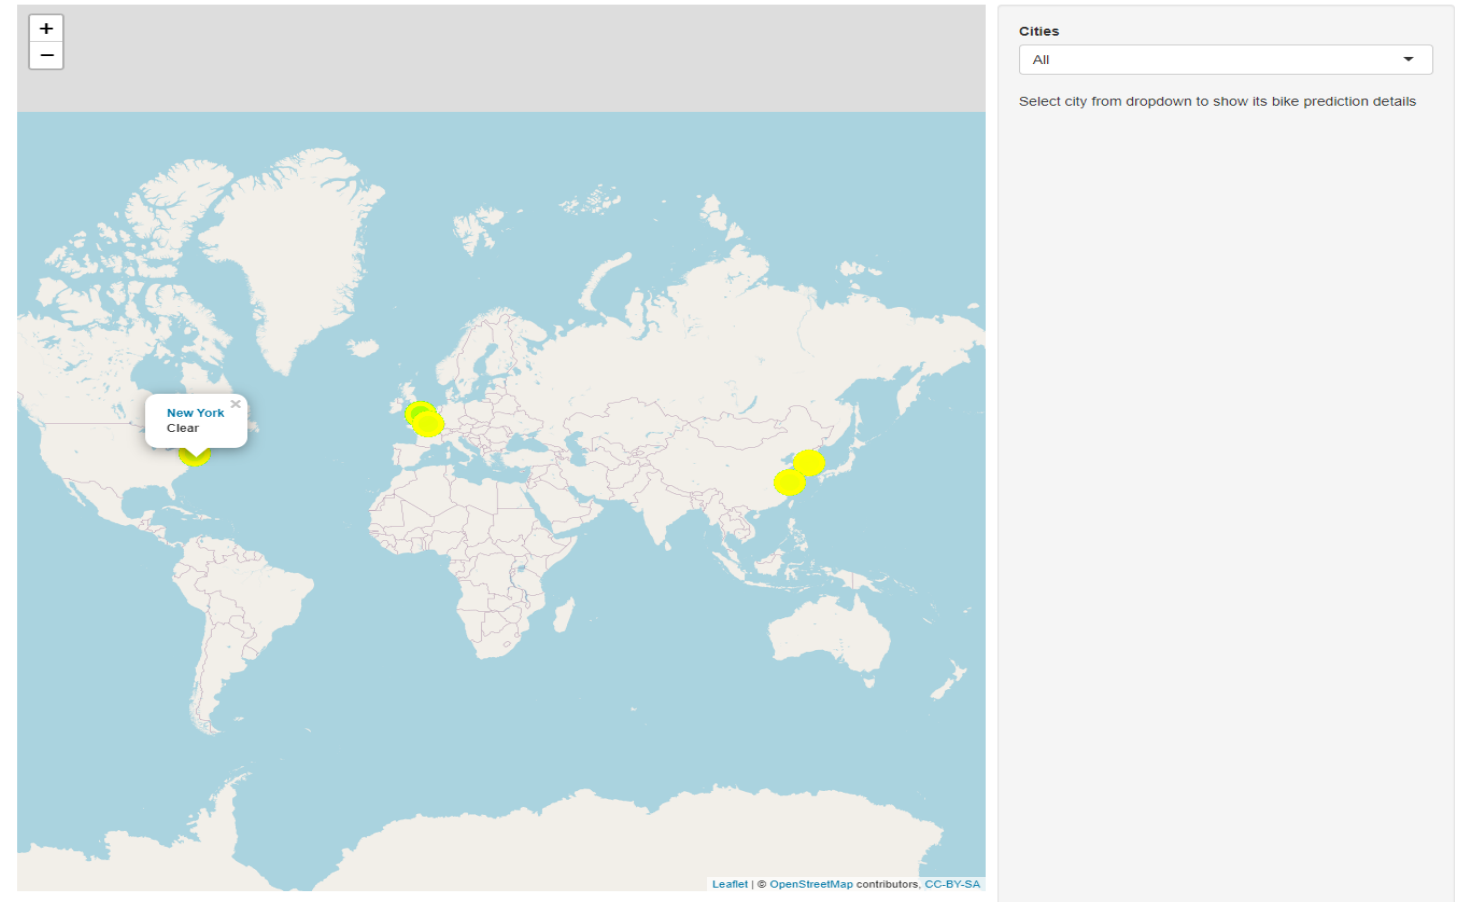 +
−
New York ×
Clear
Leaflet | © OpenStreetMap contributors, CC-BY-SA
Cities
All
Select city from dropdown to show its bike prediction details